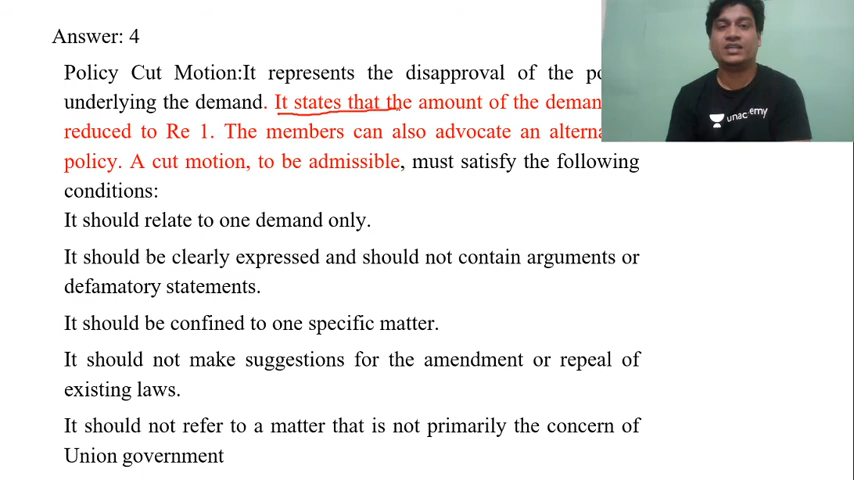 Answer: 4
Policy Cut Motion:It represents the disapproval of the
underlying the demand. It states that the amount of the
reduced to Re 1. The members can also advocate an
policy. A cut motion, to be admissible, must satisfy the following
conditions:
It should relate to one demand only.
It should be clearly expressed and should not contain arguments or
defamatory statements.
It should be confined to one specific matter.
It should not make suggestions for the amendment or repeal of
existing laws.
It should not refer to a matter that is not primarily the concern of
Union government
unacademy